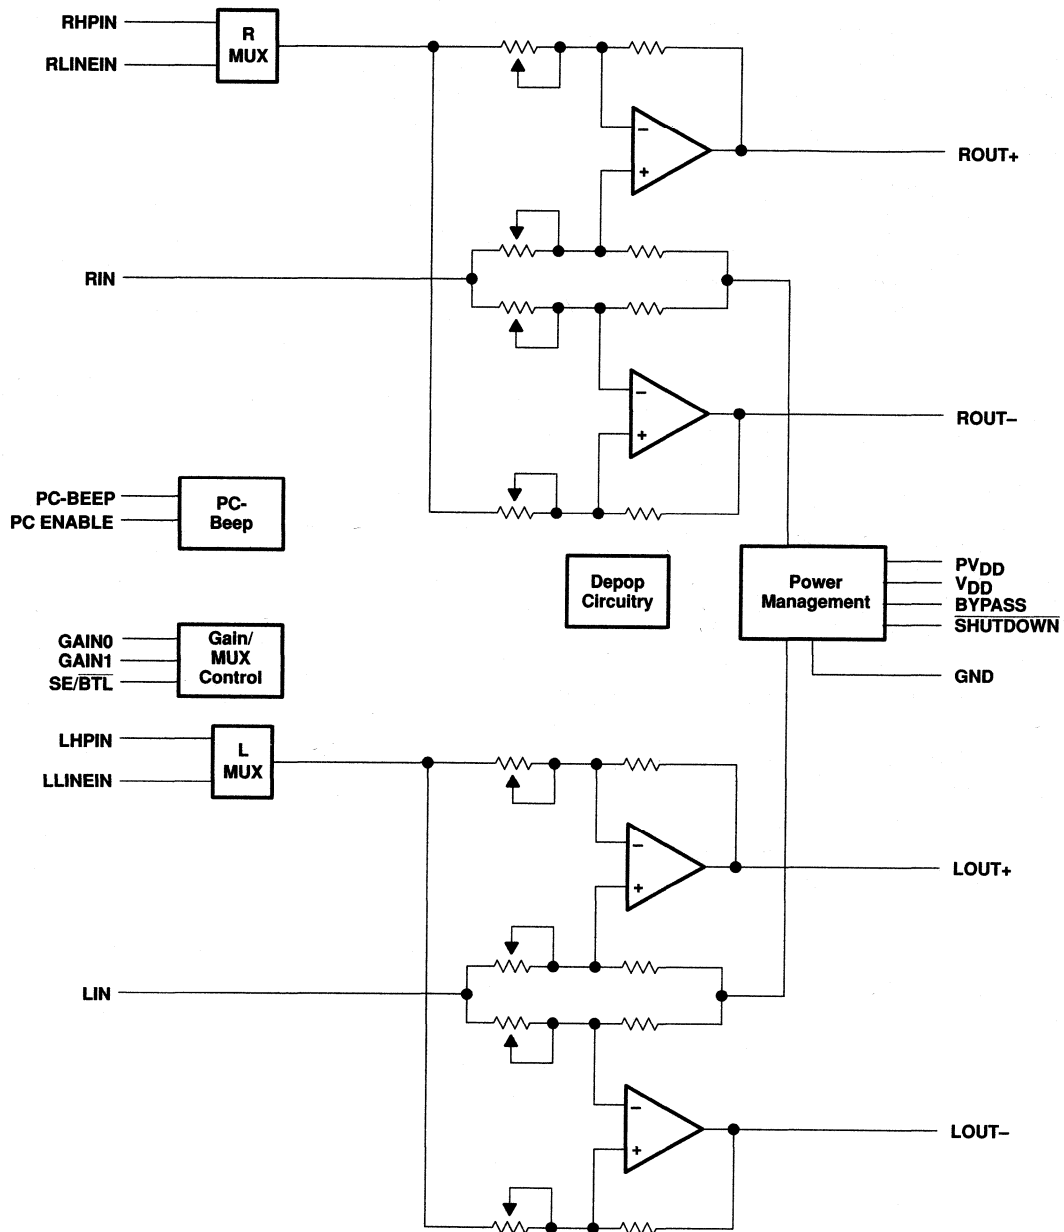 RHPIN
RLINEIN
R
MUX
−
+
ROUT+
RIN
−
+
ROUT−
PC-BEEP
PC ENABLE
PC-
Beep
Depop
Circuitry
Power
Management
PVDD
VDD
BYPASS
SHUTDOWN
GND
GAIN0
GAIN1
SE/BTL
Gain/
MUX
Control
LHPIN
LLINEIN
L
MUX
−
+
LOUT+
LIN
−
+
LOUT−